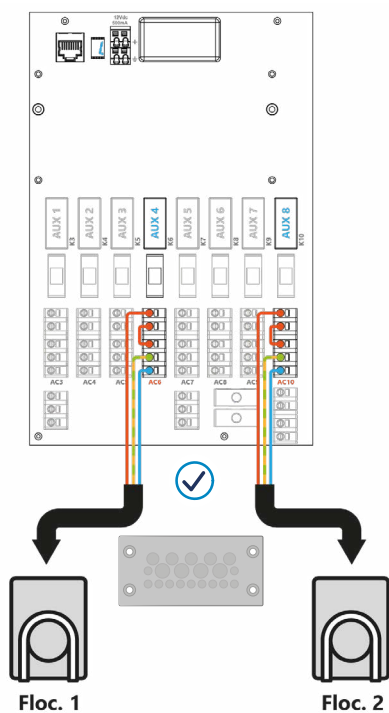 12Vdc
500mA
AUX 1
K3
AUX 2
K4
AUX 3
K5
AUX 4
K6
AUX 5
K7
AUX 6
K8
AUX 7
K9
AUX 8
K10
AC3
AC4
AC6
AC7
AC8
AC10
Floc. 1
Floc. 2